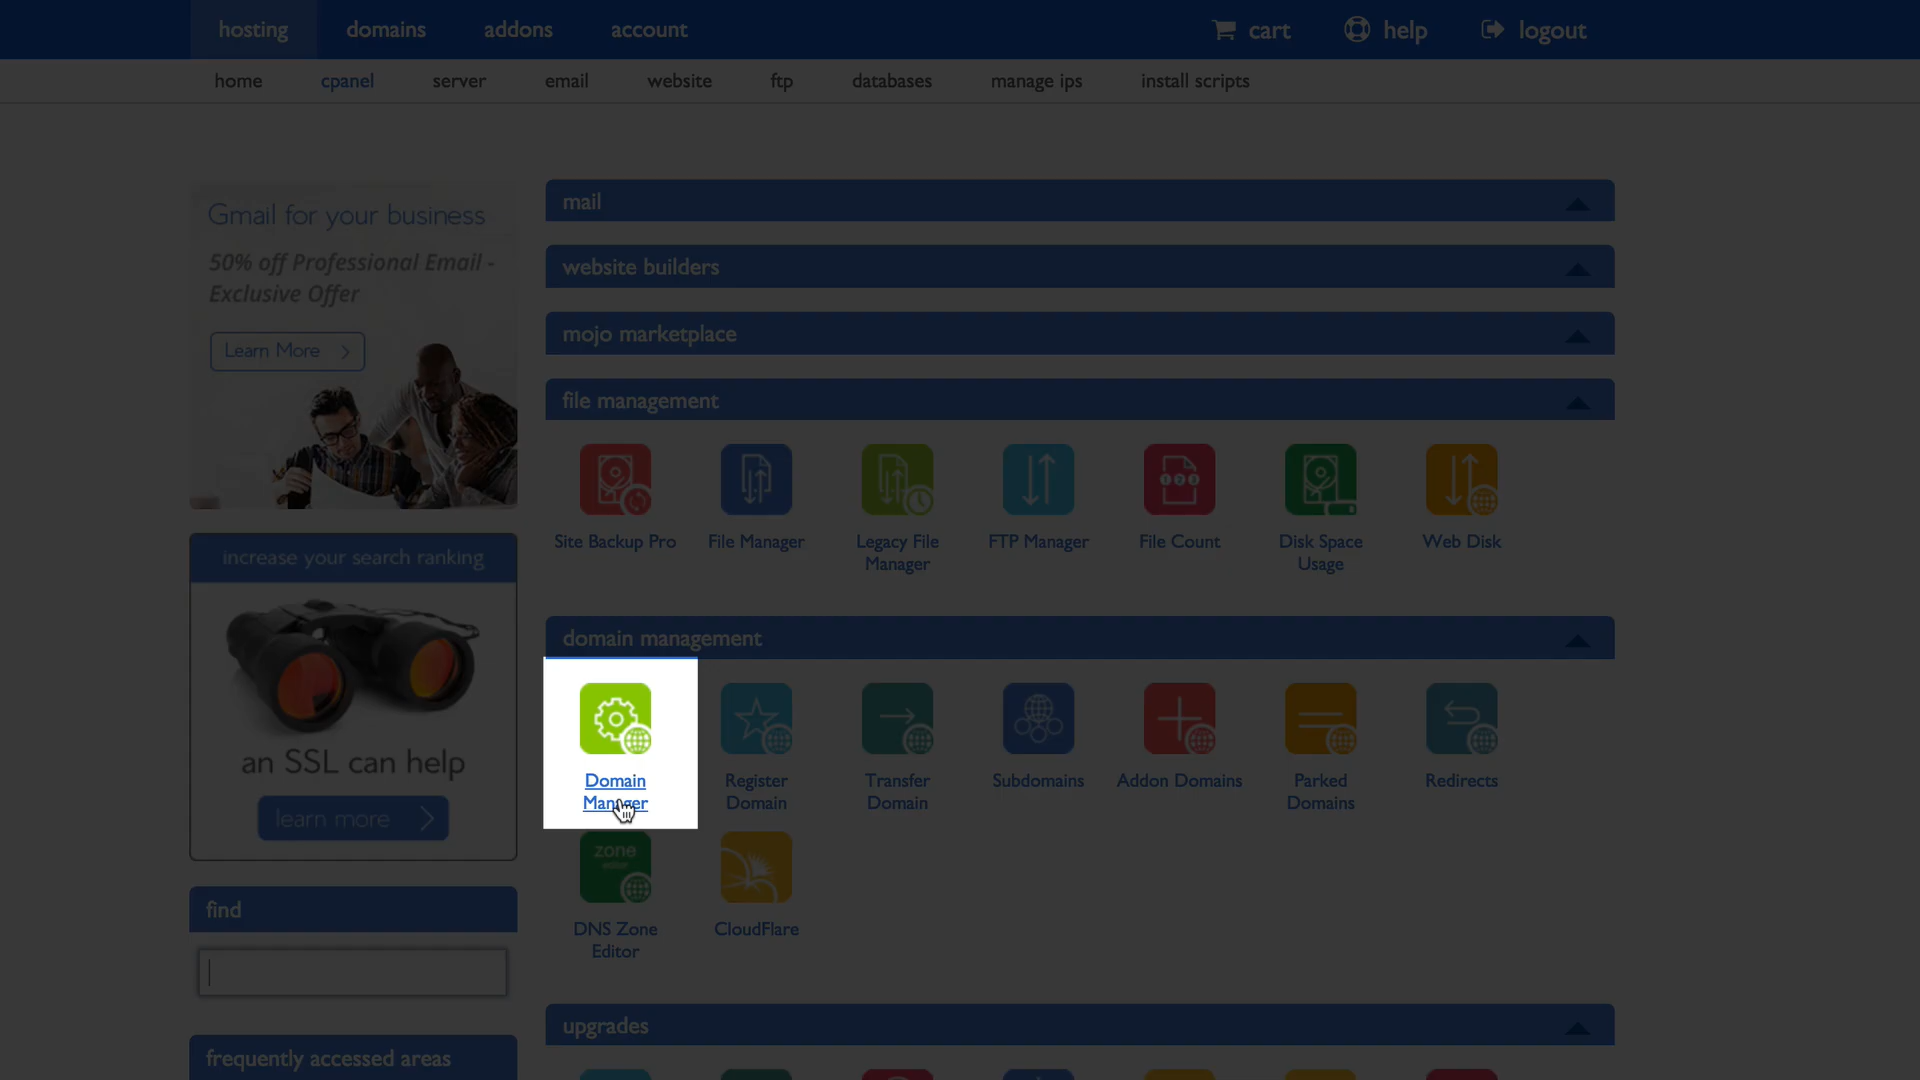 hosting domains addons account cart help logout
home cpanel server email website ftp databases manage ips install scripts
Gmail for your business
50% off Professional Email -
Exclusive Offer
Learn More
increase your search ranking
an SSL can help
learn more
find
frequently accessed areas
mail
website builders
mojo marketplace
file management
1 2 3
Site Backup Pro File Manager Legacy File FTP Manager File Count Disk Space Web Disk
Manager Usage
domain management
Domain Register Transfer Subdomains Addon Domains Parked Redirects
Manager Domain Domain Domains
zone
editor
DNS Zone CloudFlare
Editor
upgrades